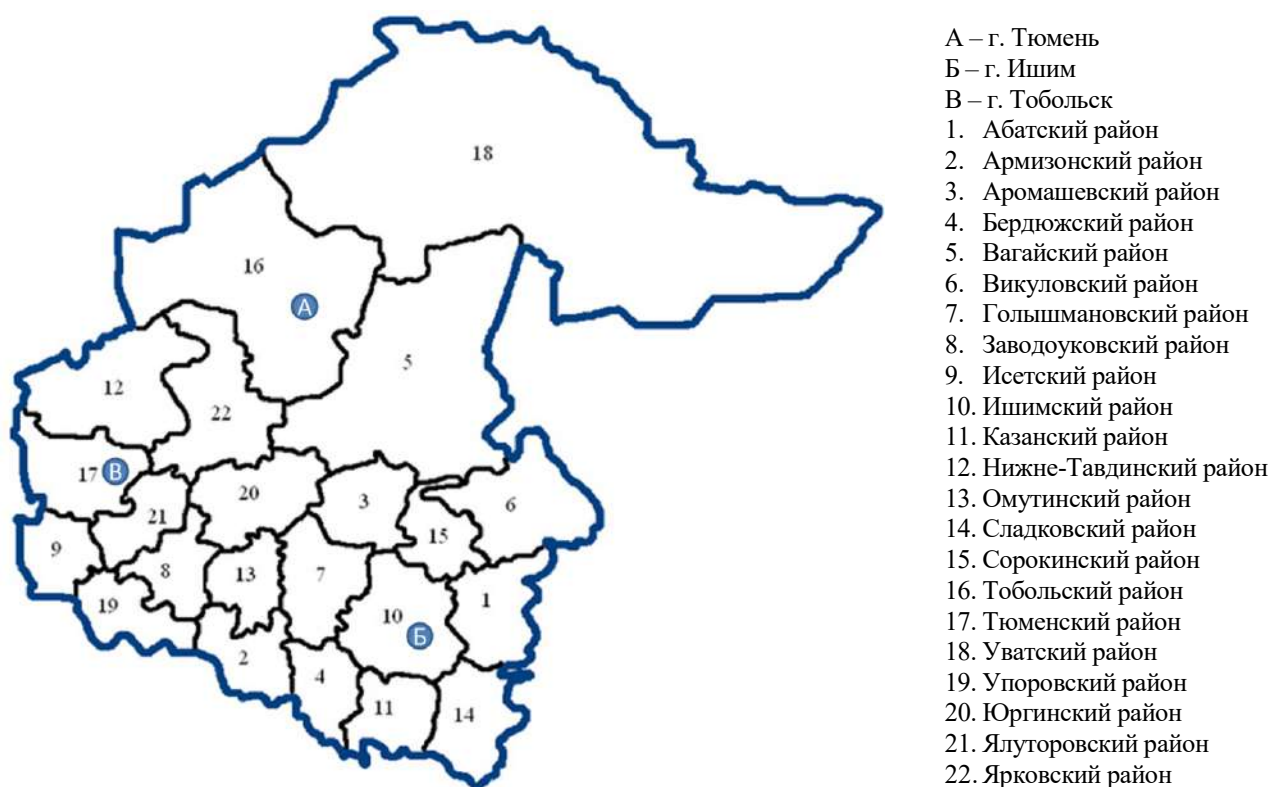 А – г. Тюмень
Б – г. Ишим
В – г. Тобольск
1. Абатский район
2. Армизонский район
3. Аромашевский район
4. Бердюжский район
5. Вагайский район
6. Викуловский район
7. Голышмановский район
8. Заводоуковский район
9. Исетский район
10. Ишимский район
11. Казанский район
12. Нижне-Тавдинский район
13. Омутинский район
14. Сладковский район
15. Сорокинский район
16. Тобольский район
17. Тюменский район
18. Уватский район
19. Упоровский район
20. Юргинский район
21. Ялуторовский район
22. Ярковский район
18
16
А
5
12
22
17 В
20
3
6
21
15
9
8
13
7
19
10
Б
1
2
4
11
14